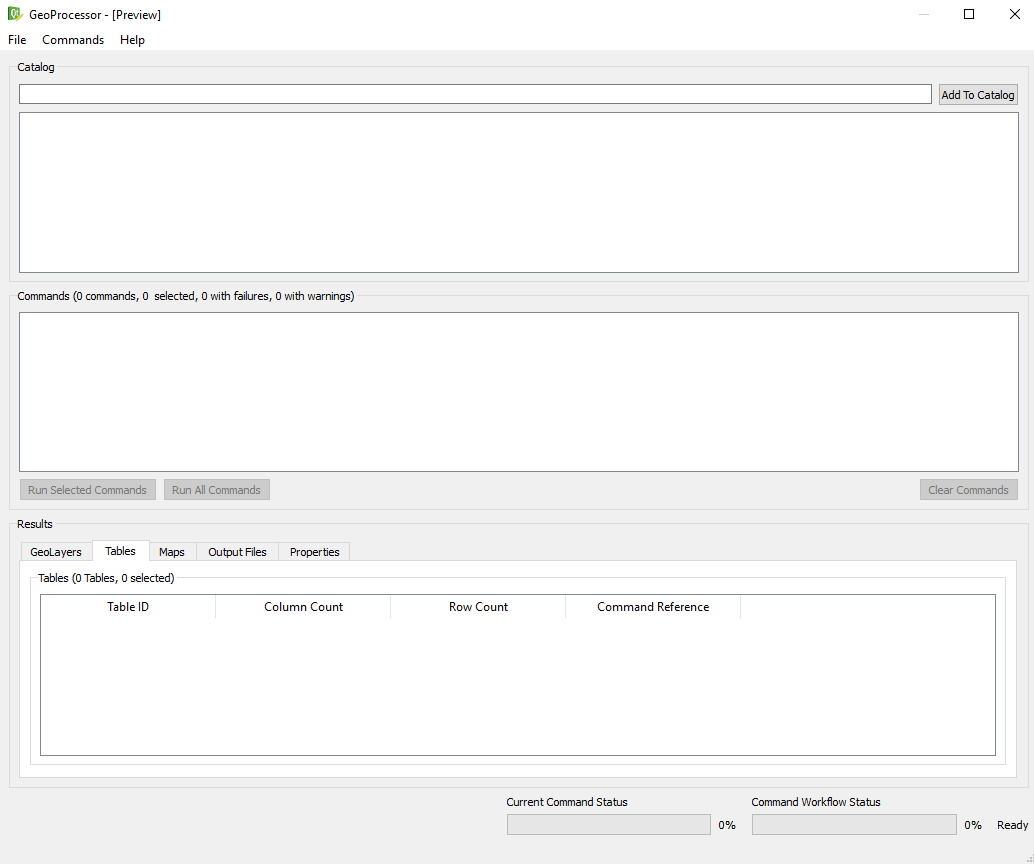 GeoProcessor - [Preview]
File Commands Help
Catalog
Add To Catalog
Commands (0 commands, 0  selected, 0 with failures, 0 with warnings)
Run Selected Commands Run All Commands Clear Commands
Results
GeoLayers Tables Maps Output Files Properties
Tables (0 Tables, 0 selected)
Table ID Column Count Row Count Command Reference
Current Command Status Command Workflow Status
0% 0% Ready